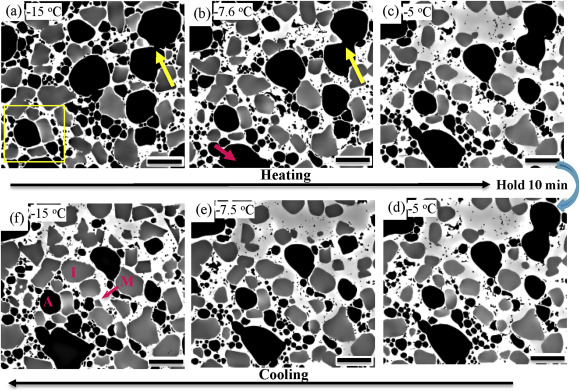 (a) -15 °C
(b) -7.6 °C
(c) -5 °C
Heating
Hold 10 min
(f) -15 °C
(e) -7.5 °C
(d) -5 °C
I
M
A
Cooling